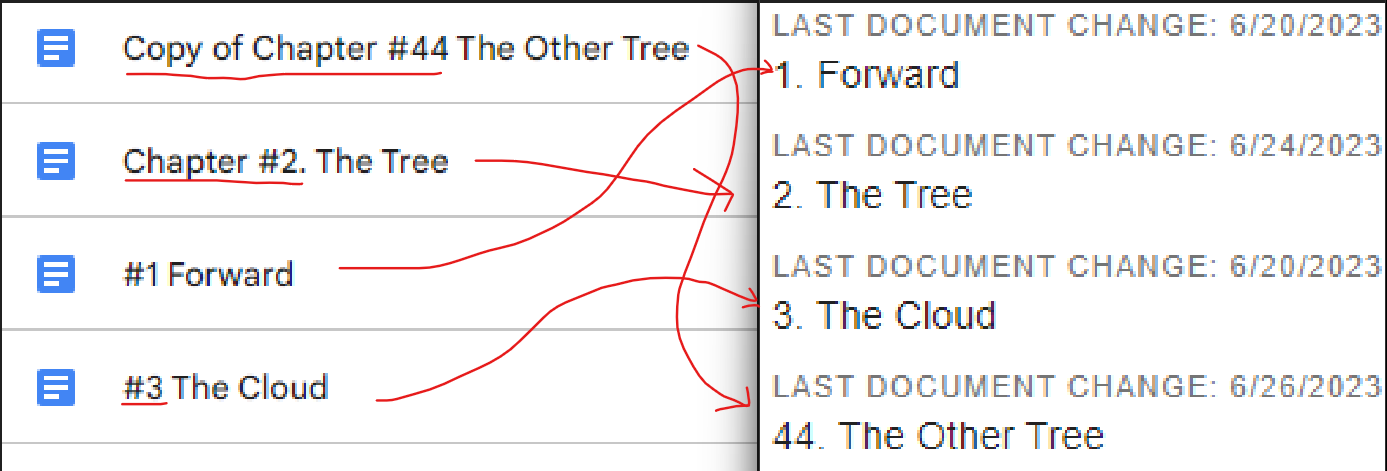 Copy of Chapter #44 The Other Tree
Chapter #2. The Tree
#1 Forward
#3 The Cloud
LAST DOCUMENT CHANGE: 6/20/2023
1. Forward
LAST DOCUMENT CHANGE: 6/24/2023
2. The Tree
LAST DOCUMENT CHANGE: 6/20/2023
3. The Cloud
LAST DOCUMENT CHANGE: 6/26/2023
44. The Other Tree